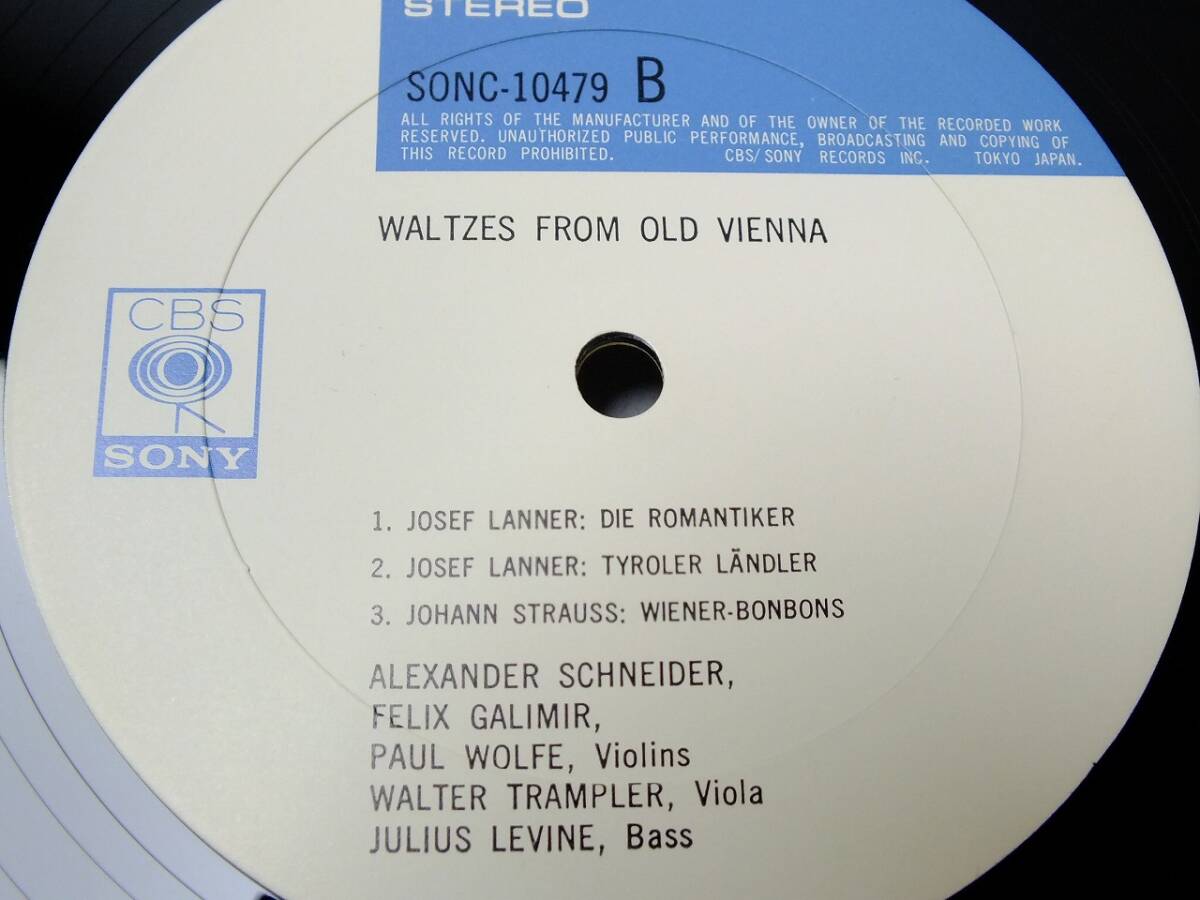 STEREO
SONC-10479 B
ALL RIGHTS OF THE MANUFACTURER AND OF THE OWNER OF THE RECORDED WORK
RESERVED. UNAUTHORIZED PUBLIC PERFORMANCE, BROADCASTING AND COPYING OF
THIS RECORD PROHIBITED. CBS/SONY RECORDS INC. TOKYO JAPAN.
WALTZES FROM OLD VIENNA
CBS
SONY
1. JOSEF LANNER: DIE ROMANTIKER
2. JOSEF LANNER: TYROLER LÄNDLER
3. JOHANN STRAUSS: WIENER-BONBONS
ALEXANDER SCHNEIDER,
FELIX GALIMIR,
PAUL WOLFE, Violins
WALTER TRAMPLER, Viola
JULIUS LEVINE, Bass